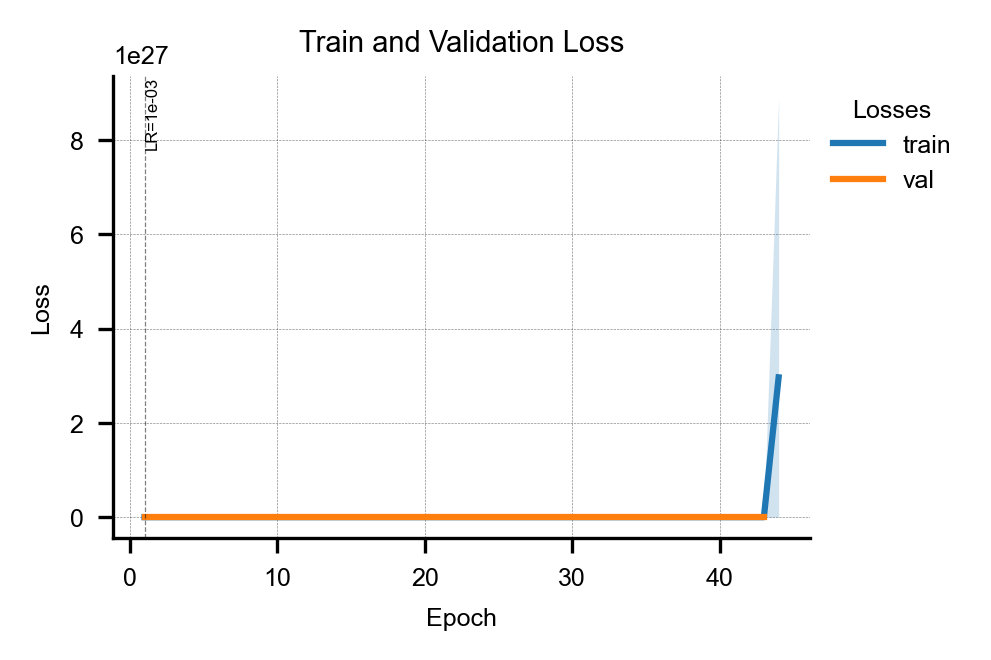 Train and Validation Loss
1e27
LR=1e-03
8
6
4
2
0
Loss
0 10 20 30 40
Epoch
Losses
train
val